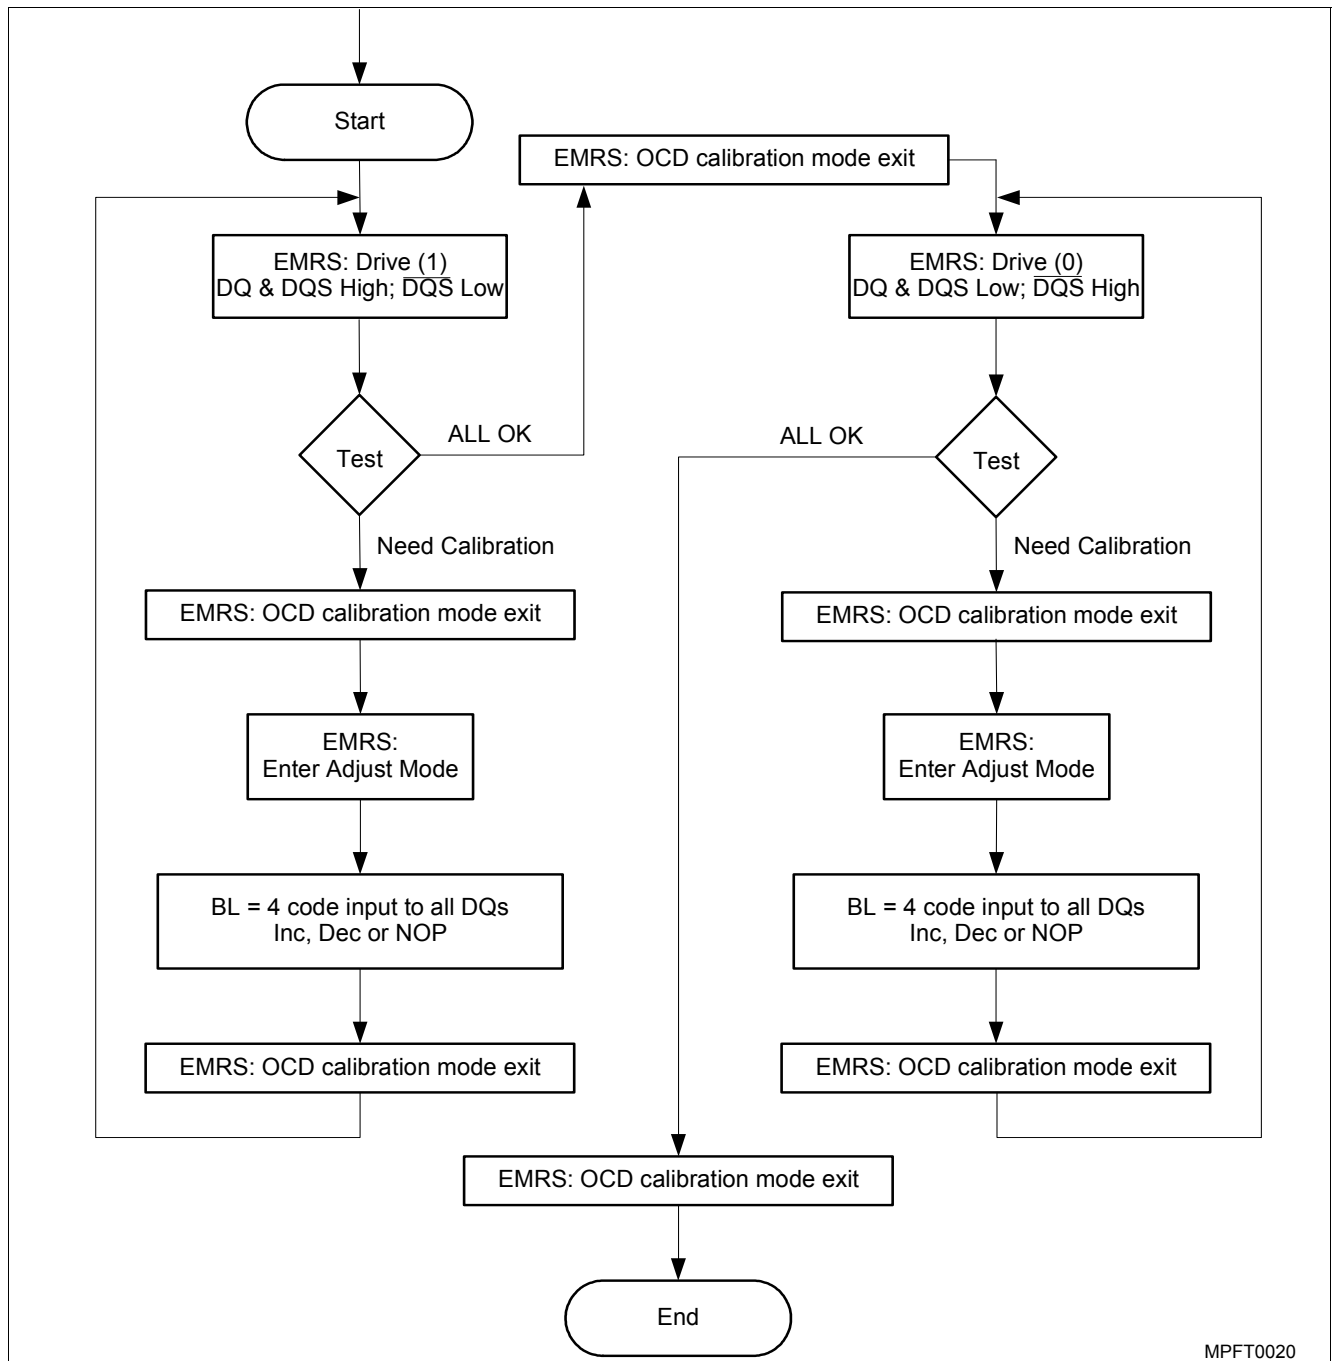 Start
EMRS: OCD calibration mode exit
EMRS: Drive (1)
DQ & DQS High; D̅Q̅S̅ Low
EMRS: Drive (0)
DQ & DQS Low; D̅Q̅S̅ High
ALL OK
Test
ALL OK
Test
Need Calibration
Need Calibration
EMRS: OCD calibration mode exit
EMRS: OCD calibration mode exit
EMRS:
Enter Adjust Mode
EMRS:
Enter Adjust Mode
BL = 4 code input to all DQs
Inc, Dec or NOP
BL = 4 code input to all DQs
Inc, Dec or NOP
EMRS: OCD calibration mode exit
EMRS: OCD calibration mode exit
EMRS: OCD calibration mode exit
End
MPFT0020